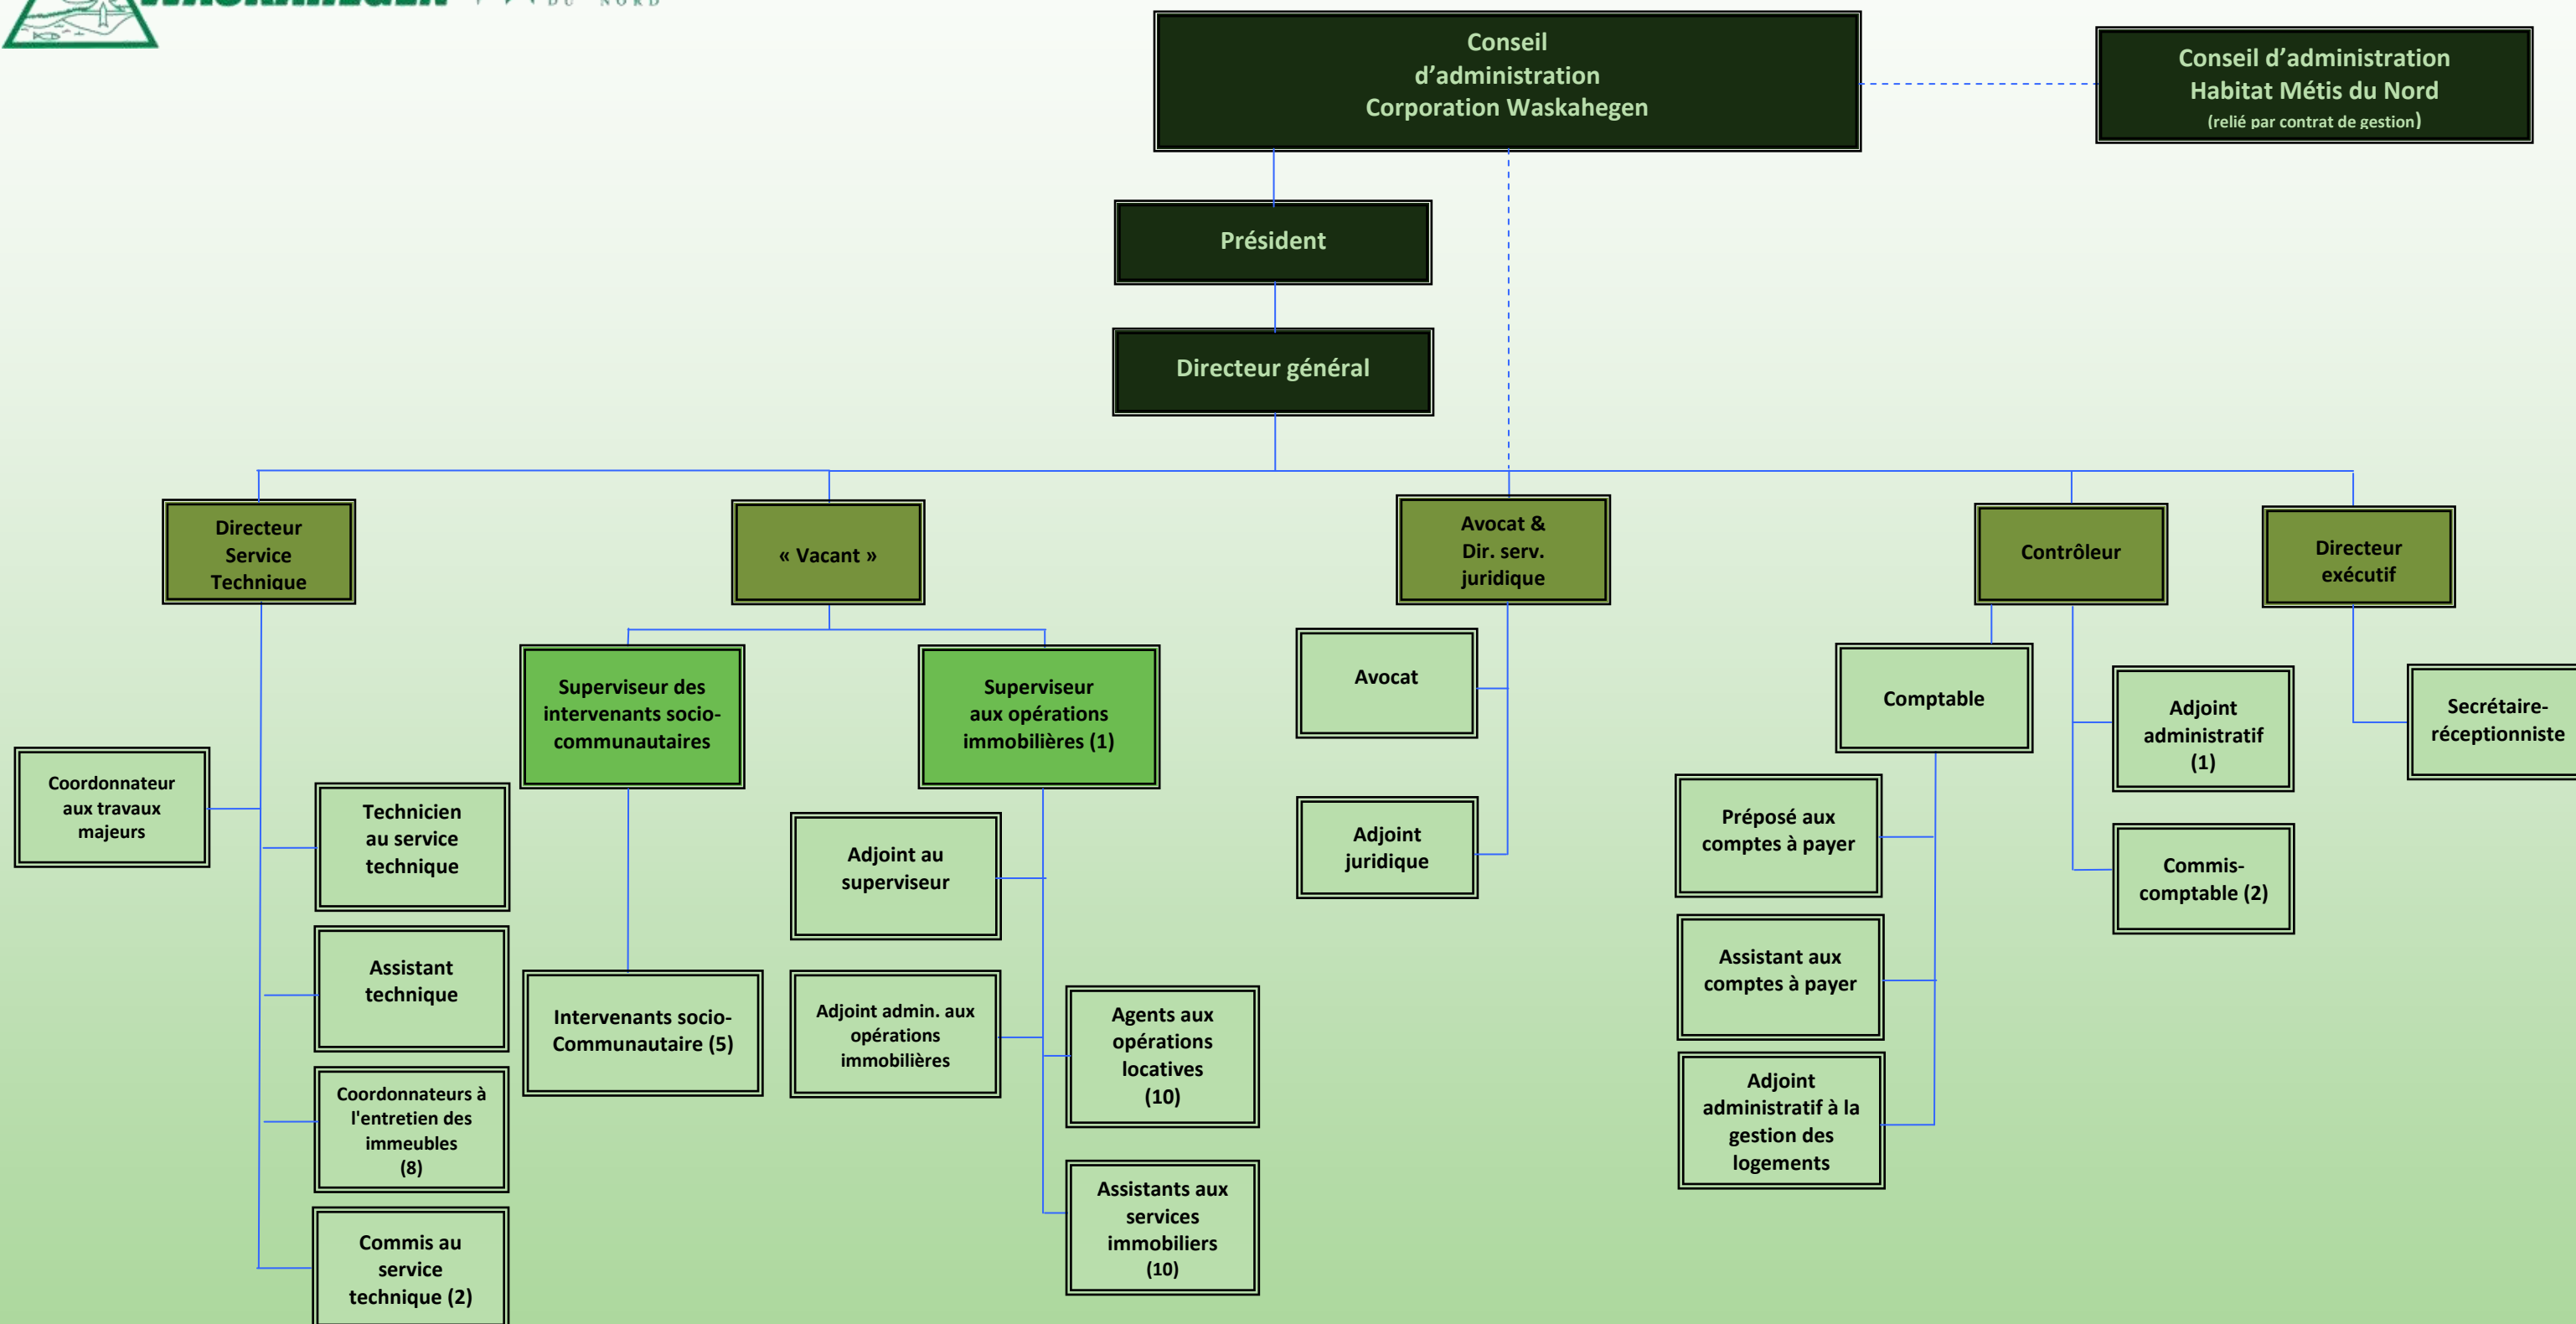 WASKAHEGEN
DU NORD
Conseil
d’administration
Corporation Waskahegen
Conseil d’administration
Habitat Métis du Nord
(relié par contrat de gestion)
Président
Directeur général
Directeur
Service
Technique
« Vacant »
Avocat &
Dir. serv.
juridique
Contrôleur
Directeur
exécutif
Superviseur des
intervenants socio-
communautaires
Superviseur
aux opérations
immobilières (1)
Avocat
Comptable
Adjoint
administratif
(1)
Secrétaire-
réceptionniste
Coordonnateur
aux travaux
majeurs
Technicien
au service
technique
Adjoint au
superviseur
Adjoint
juridique
Préposé aux
comptes à payer
Commis-
comptable (2)
Assistant
technique
Intervenants socio-
Communautaire (5)
Adjoint admin. aux
opérations
immobilières
Agents aux
opérations
locatives
(10)
Assistant aux
comptes à payer
Coordonnateurs à
l'entretien des
immeubles
(8)
Adjoint
administratif à la
gestion des
logements
Commis au
service
technique (2)
Assistants aux
services
immobiliers
(10)